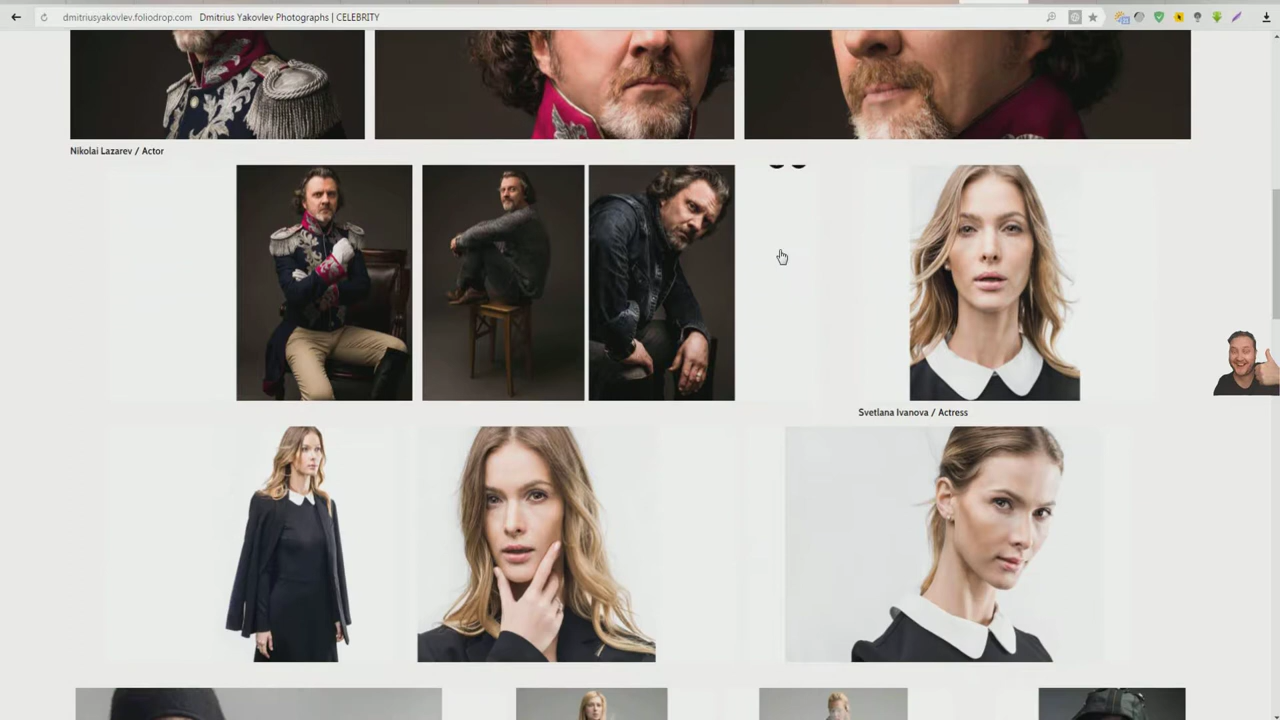 dmitriusyakovlev.foliodrop.com Dmitrius Yakovlev Photographs | CELEBRITY
Nikolai Lazarev / Actor
Svetlana Ivanova / Actress